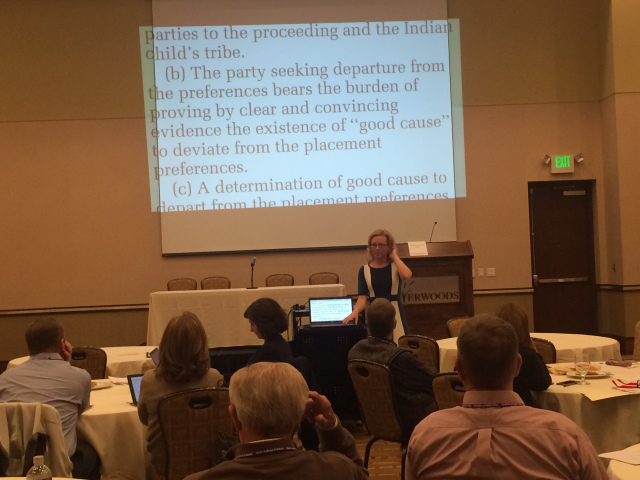 parties to the proceeding and the Indian
child's tribe.
(b) The party seeking departure from
the preferences bears the burden of
proving by clear and convincing
evidence the existence of "good cause"
to deviate from the placement
preferences.
(c) A determination of good cause to
depart from the placement preferences
EXIT
ERWOODS